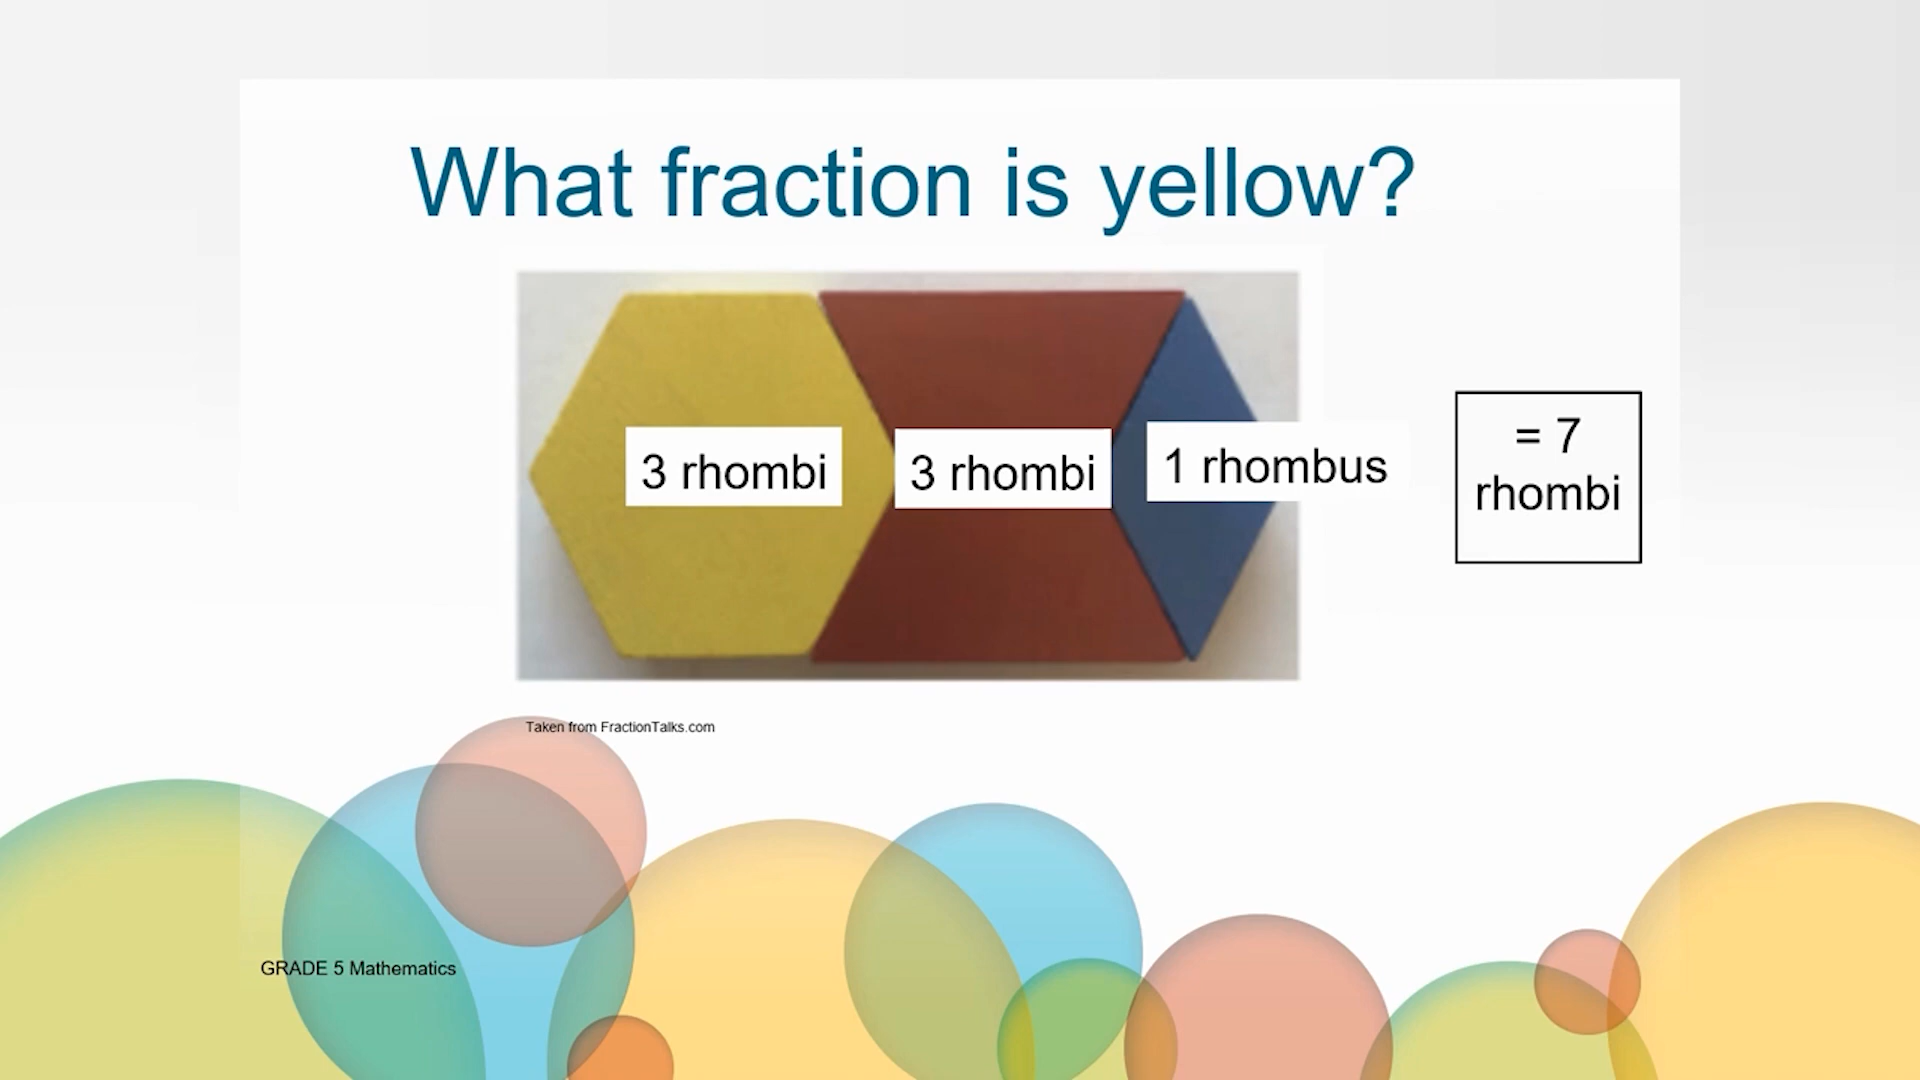 What fraction is yellow?
3 rhombi
3 rhombi
1 rhombus
= 7
rhombi
Taken from FractionTalks.com
GRADE 5 Mathematics